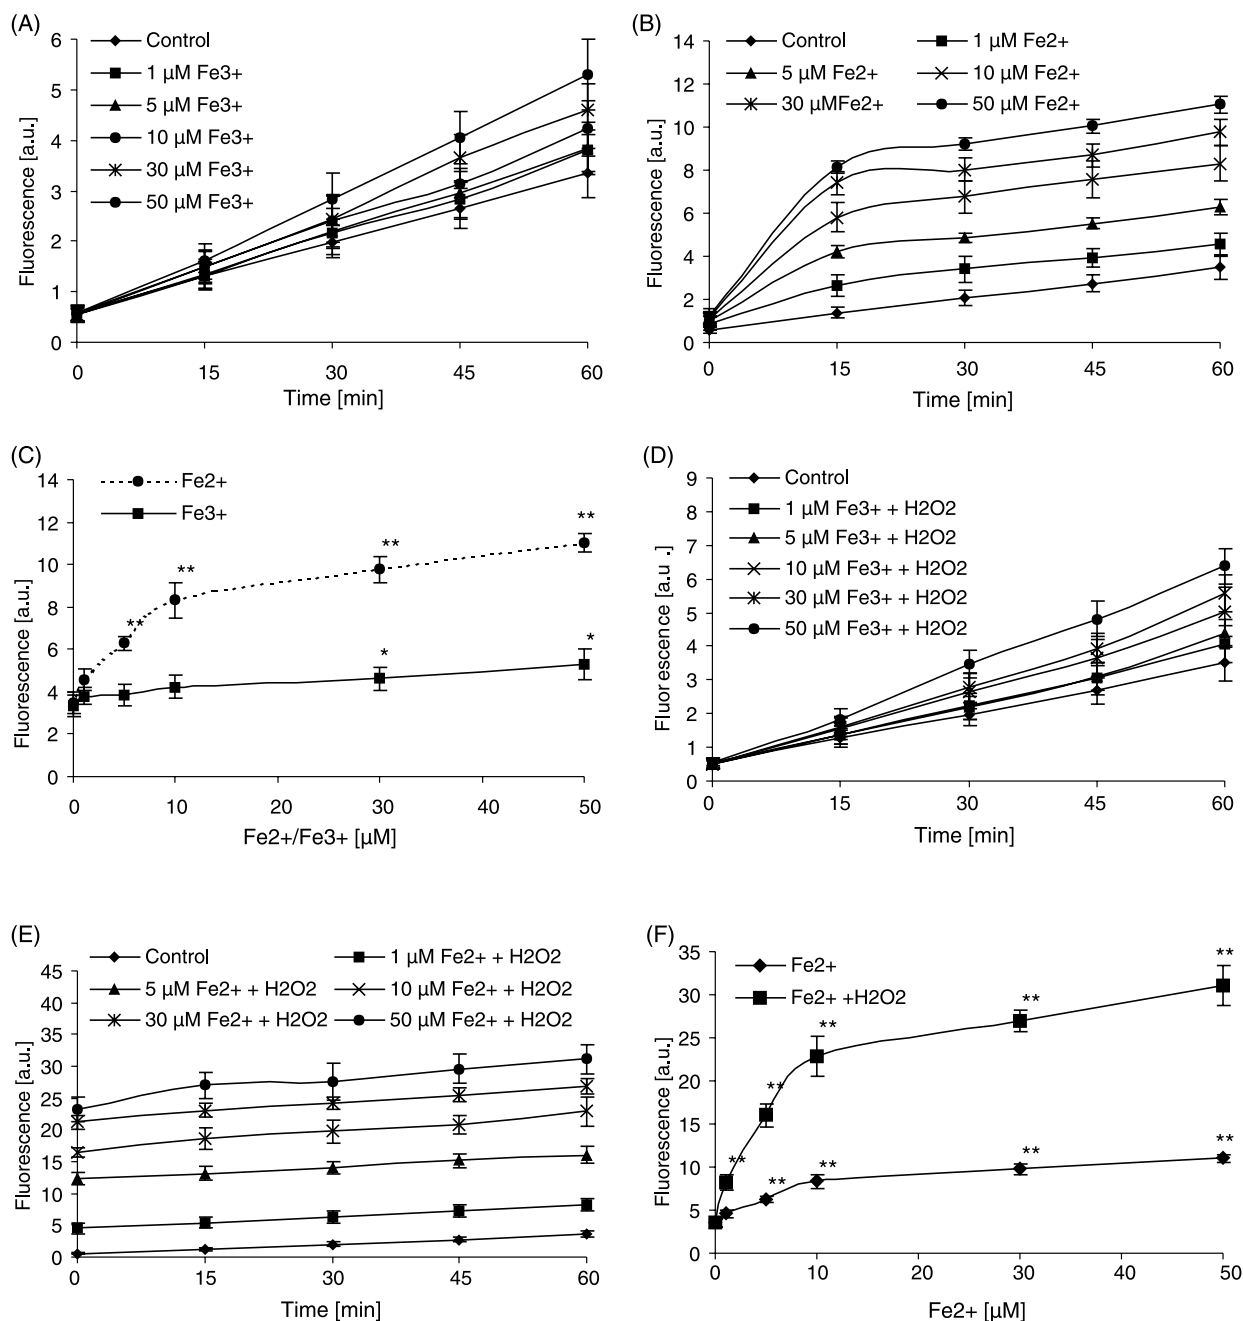 (A)
Control
1 µM Fe3+
5 µM Fe3+
10 µM Fe3+
30 µM Fe3+
50 µM Fe3+
6
5
4
3
2
1
0
Fluorescence [a.u.]
0 15 30 45 60
Time [min]
(B)
Control 1 µM Fe2+
5 µM Fe2+ 10 µM Fe2+
30 µMFe2+ 50 µM Fe2+
14
12
10
8
6
4
2
0
Fluorescence [a.u.]
0 15 30 45 60
Time [min]
(C)
Fe2+
Fe3+
14
12
10
8
6
4
2
0
Fluorescence [a.u.]
** ** ** **
* *
0 10 20 30 40 50
Fe2+/Fe3+ [µM]
(D)
Control
1 µM Fe3+ + H2O2
5 µM Fe3+ + H2O2
10 µM Fe3+ + H2O2
30 µM Fe3+ + H2O2
50 µM Fe3+ + H2O2
9
8
7
6
5
4
3
2
1
0
Fluorescence [a.u.]
0 15 30 45 60
Time [min]
(E)
Control 1 µM Fe2+ + H2O2
5 µM Fe2+ + H2O2 10 µM Fe2+ + H2O2
30 µM Fe2+ + H2O2 50 µM Fe2+ + H2O2
45
40
35
30
25
20
15
10
5
0
Fluorescence [a.u.]
0 15 30 45 60
Time [min]
(F)
Fe2+
Fe2+ +H2O2
35
30
25
20
15
10
5
0
Fluorescence [a.u.]
** ** ** ** **
** ** ** **
0 10 20 30 40 50
Fe2+ [µM]